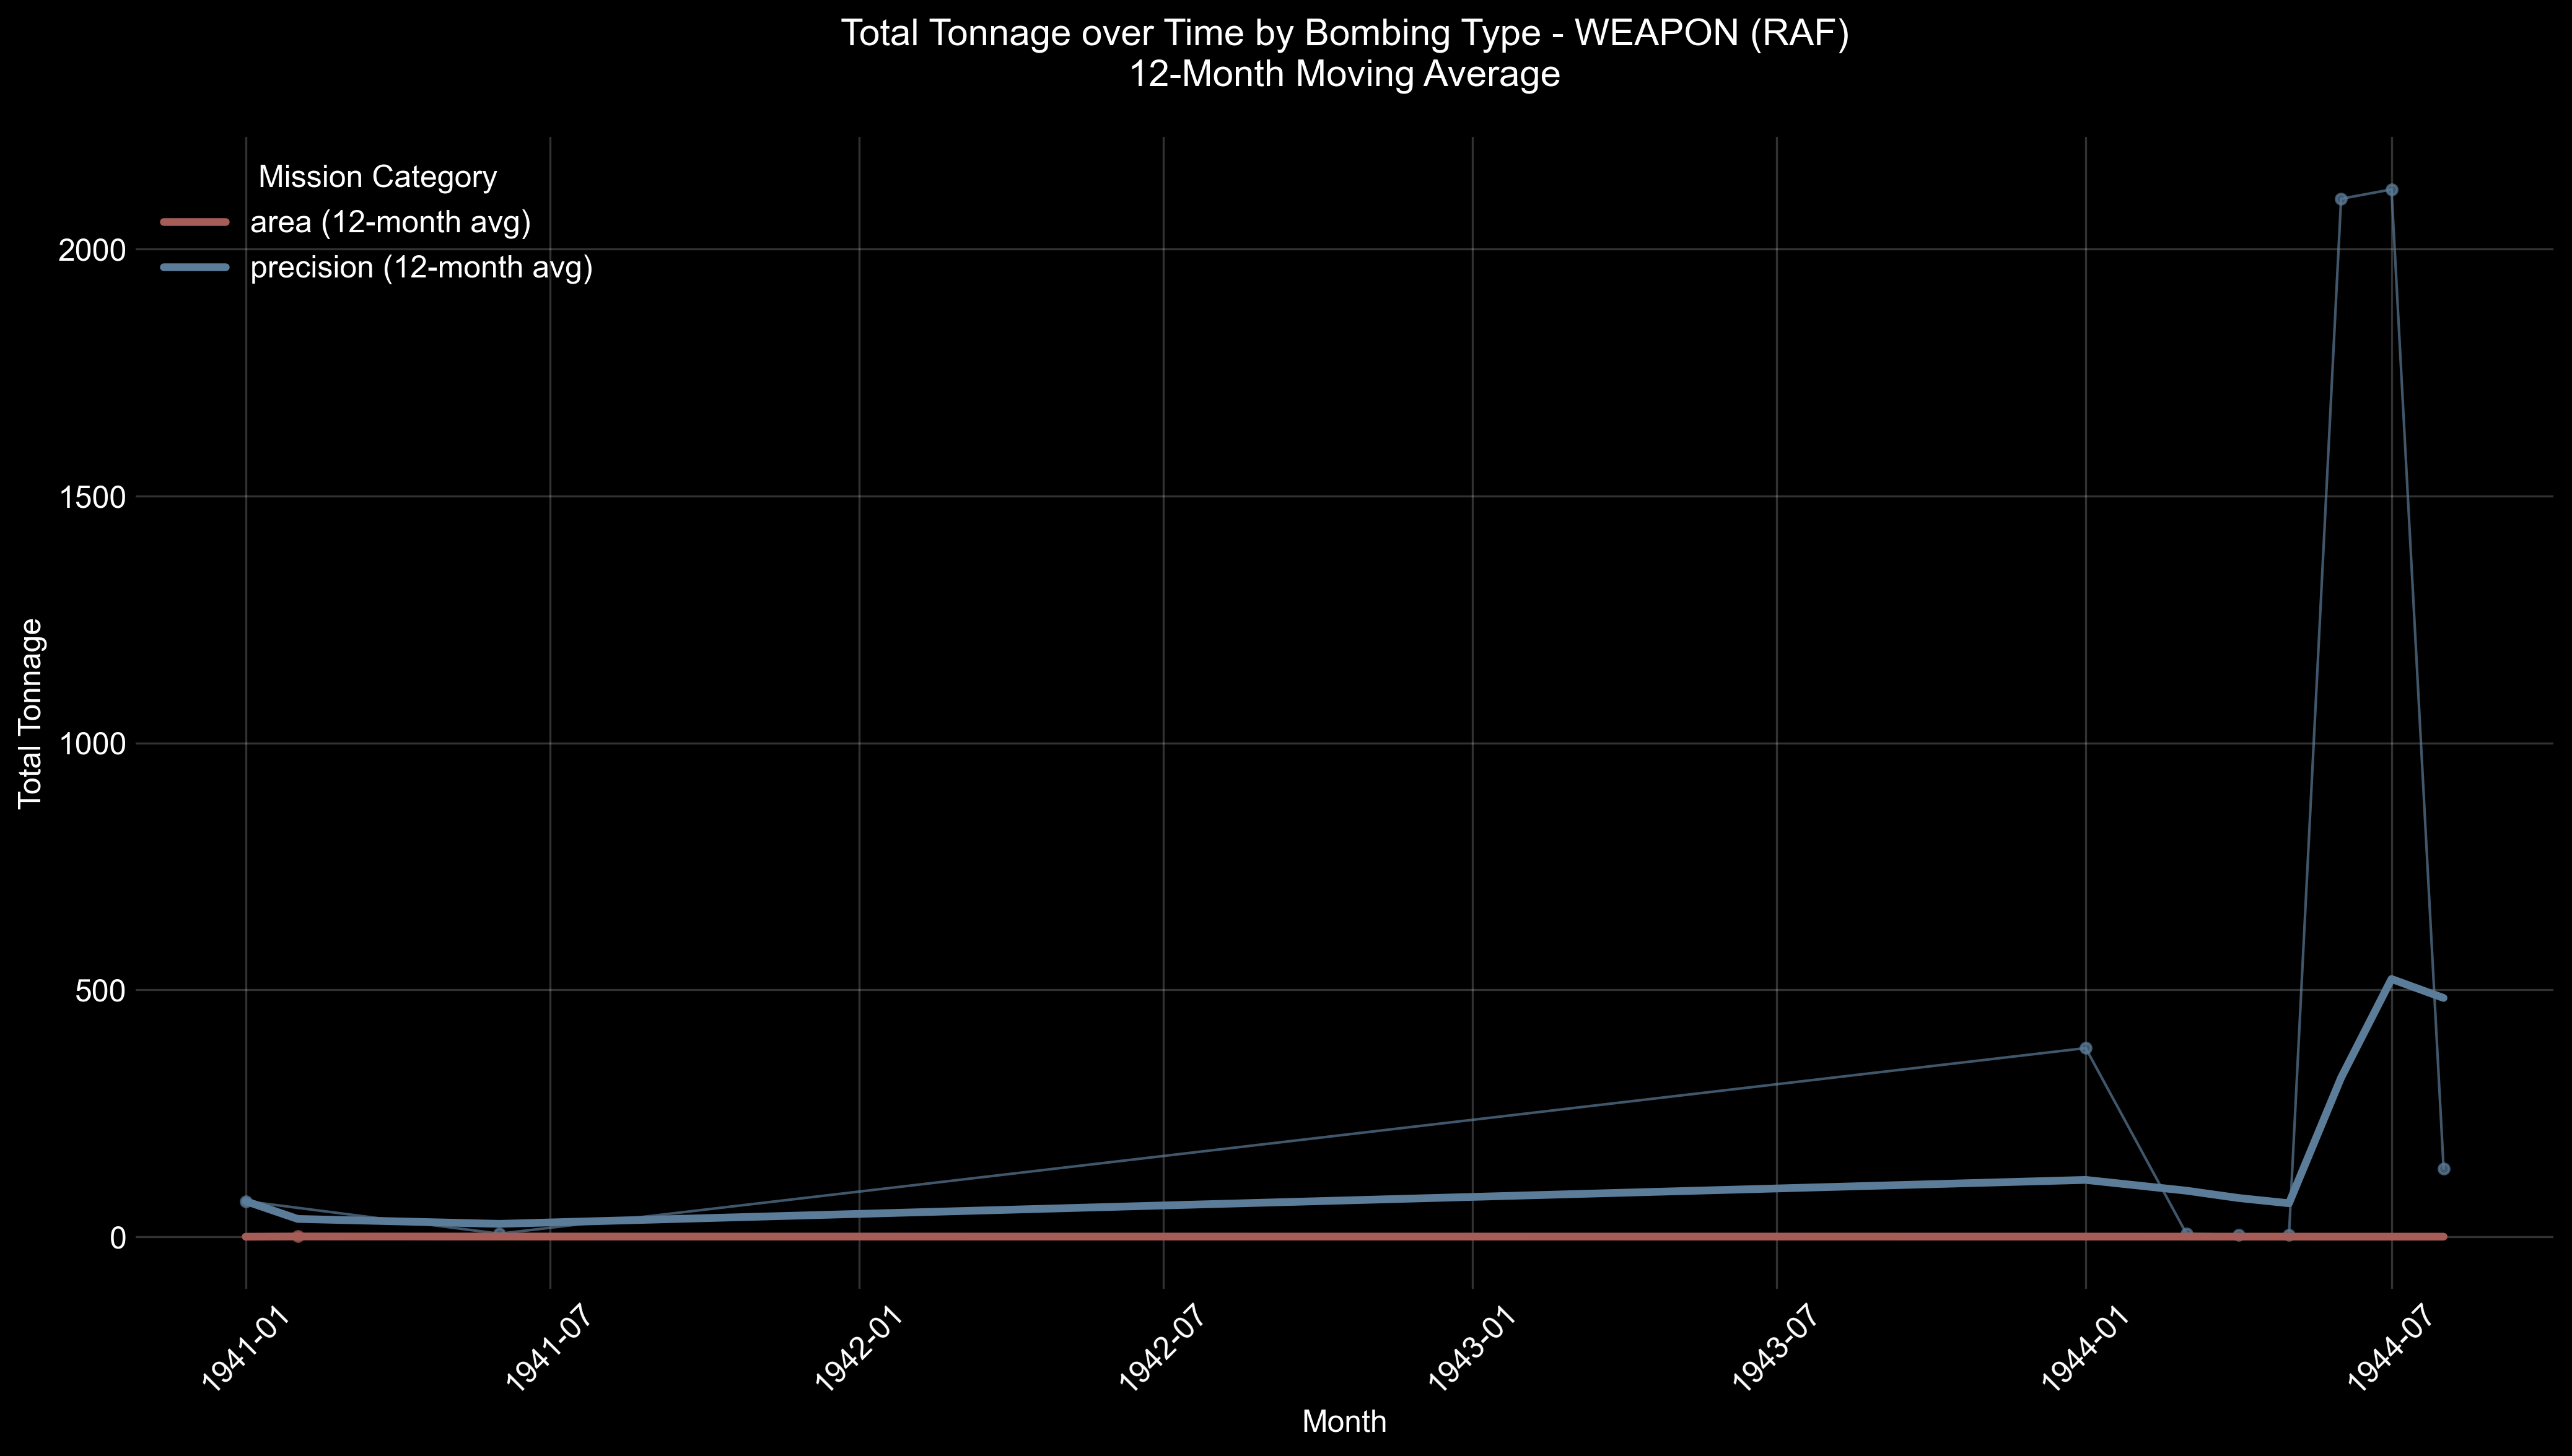 Total Tonnage over Time by Bombing Type - WEAPON (RAF)
12-Month Moving Average
Mission Category
area (12-month avg)
precision (12-month avg)
2000
1500
1000
500
0
Total Tonnage
1941-01
1941-07
1942-01
1942-07
1943-01
1943-07
1944-01
1944-07
Month